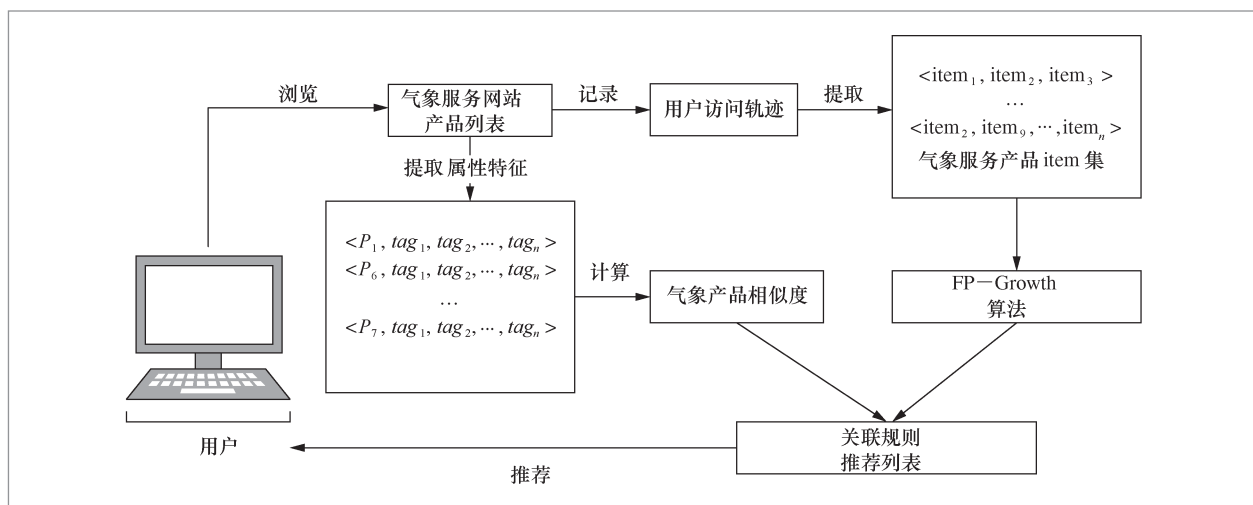 浏览
气象服务网站
产品列表
记录
用户访问轨迹
提取
<item₁, item₂, item₃>
…
<item₂, item₉, …, itemₙ>
气象服务产品 item 集
提取 属性特征
<P₁, tag₁, tag₂, …, tagₙ>
<P₆, tag₁, tag₂, …, tagₙ>
…
<P₇, tag₁, tag₂, …, tagₙ>
计算
气象产品相似度
FP－Growth
算法
关联规则
推荐列表
推荐
用户